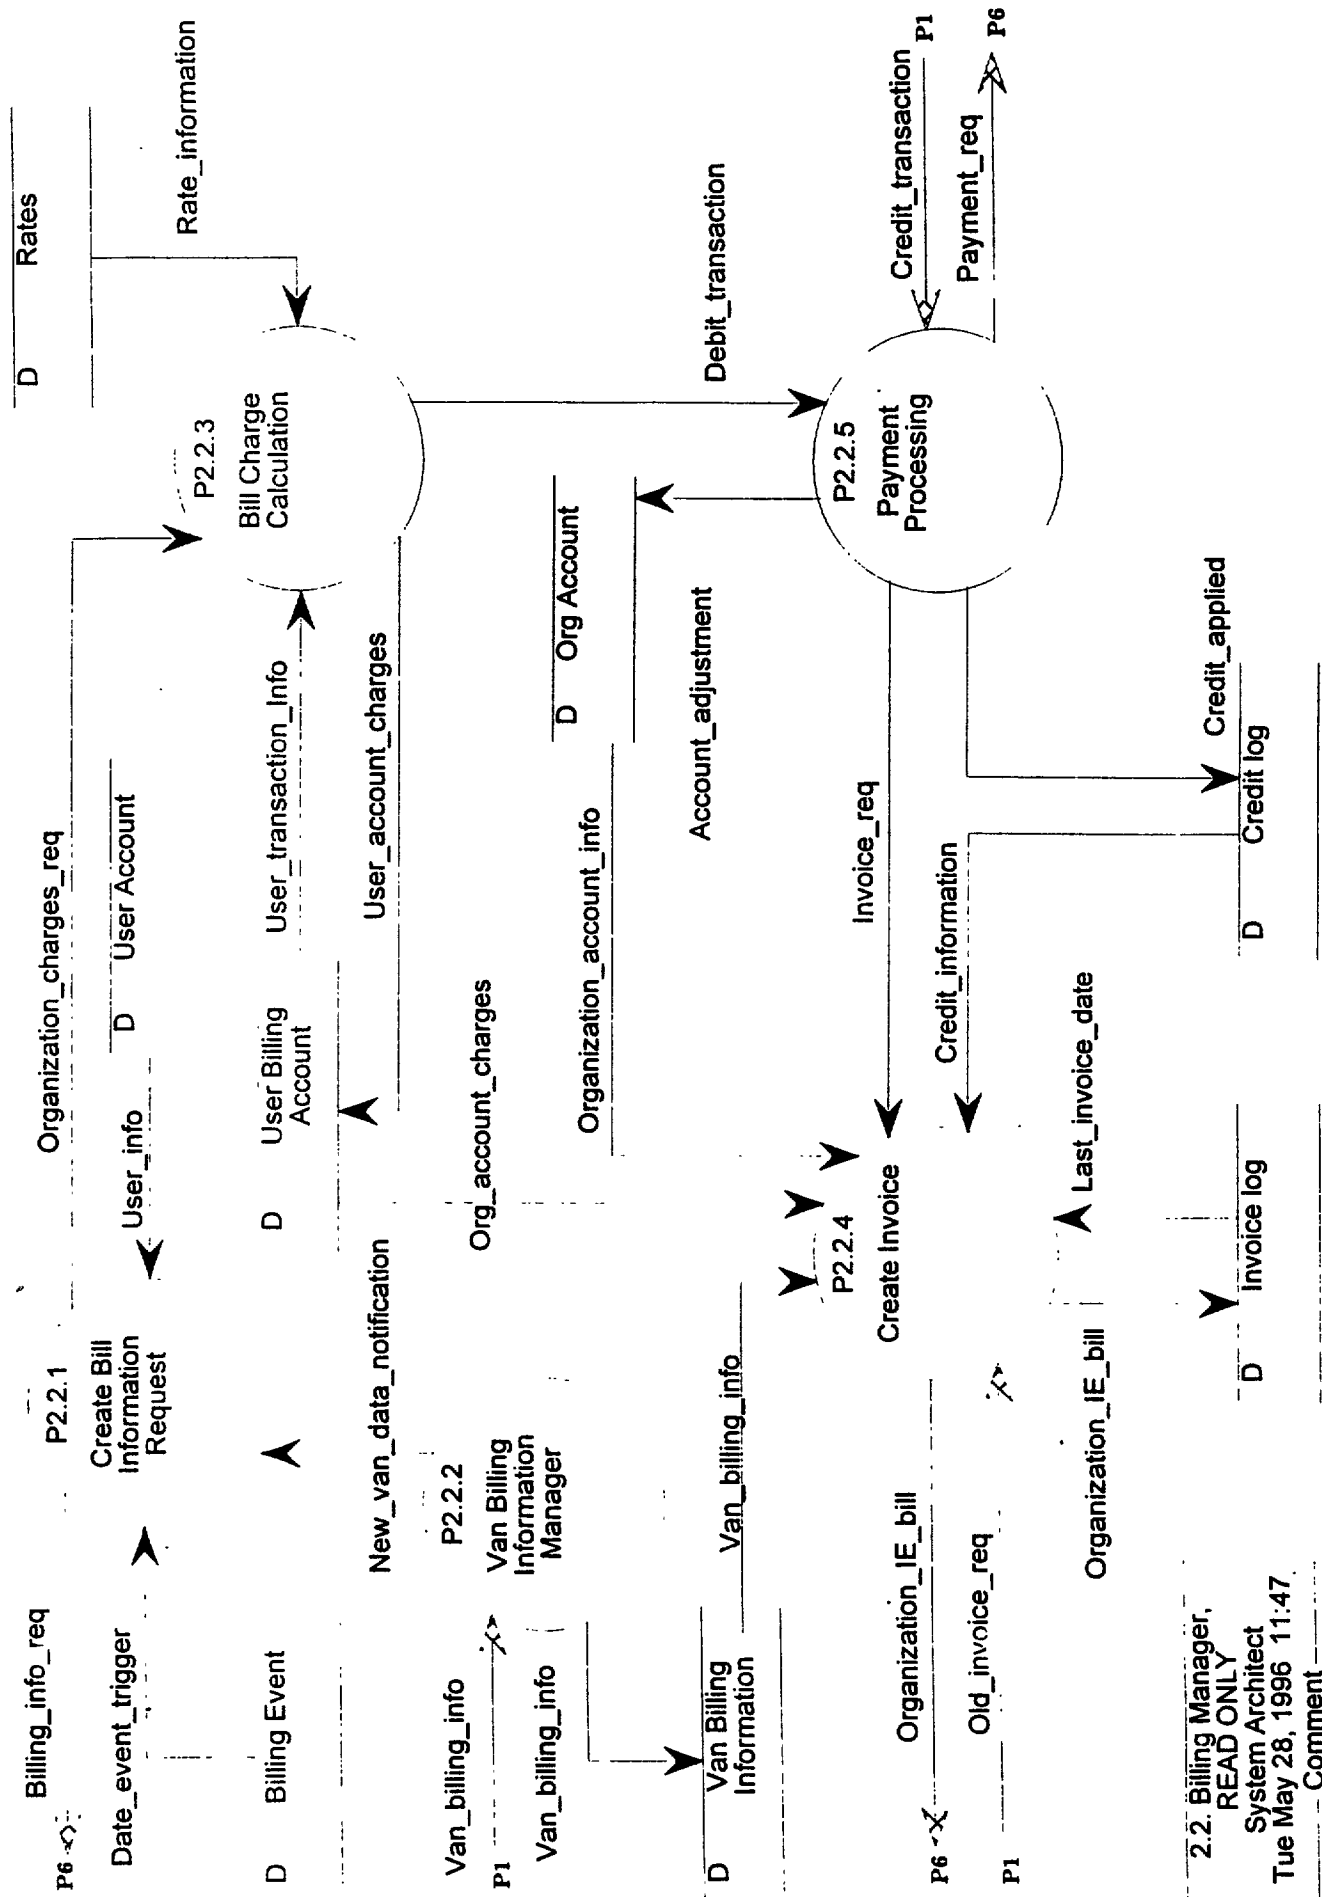 P6
Billing_info_req
P2.2.1
Create Bill
Information
Request
Organization_charges_req
User_info
D User Account
P2.2.3
Bill Charge
Calculation
D Rates
Rate_information
Date_event_trigger
D Billing Event
New_van_data_notification
D User Billing
Account
User_transaction_Info
User_account_charges
Van_billing_info
P1
Van_billing_info
P2.2.2
Van Billing
Information
Manager
Org_account_charges
Organization_account_info
D Org Account
Account_adjustment
Debit_transaction
D Van Billing
Information
Van_billing_info
P2.2.4
Create Invoice
Invoice_req
Credit_information
P2.2.5
Payment
Processing
Credit_transaction
P1
Payment_req
P6
Organization_IE_bill
P6
Old_invoice_req
P1
Organization_IE_bill
Last_invoice_date
Credit_applied
D Invoice log
D Credit log
2.2. Billing Manager,
READ ONLY
System Architect
Tue May 28, 1996 11:47
Comment